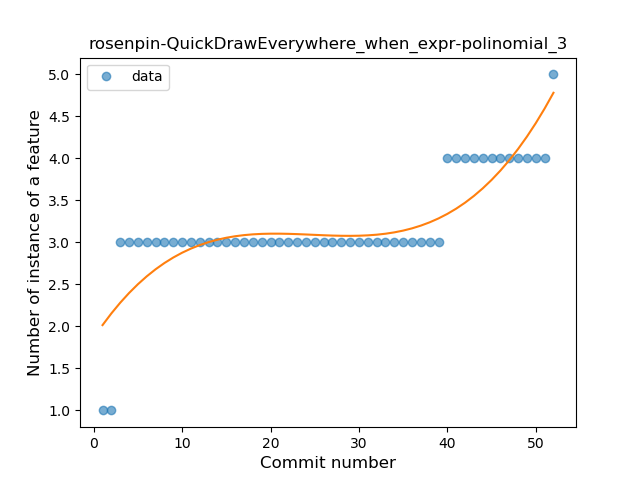 rosenpin-QuickDrawEverywhere_when_expr-polinomial_3
data
Number of instance of a feature
5.0
4.5
4.0
3.5
3.0
2.5
2.0
1.5
1.0
0 10 20 30 40 50
Commit number